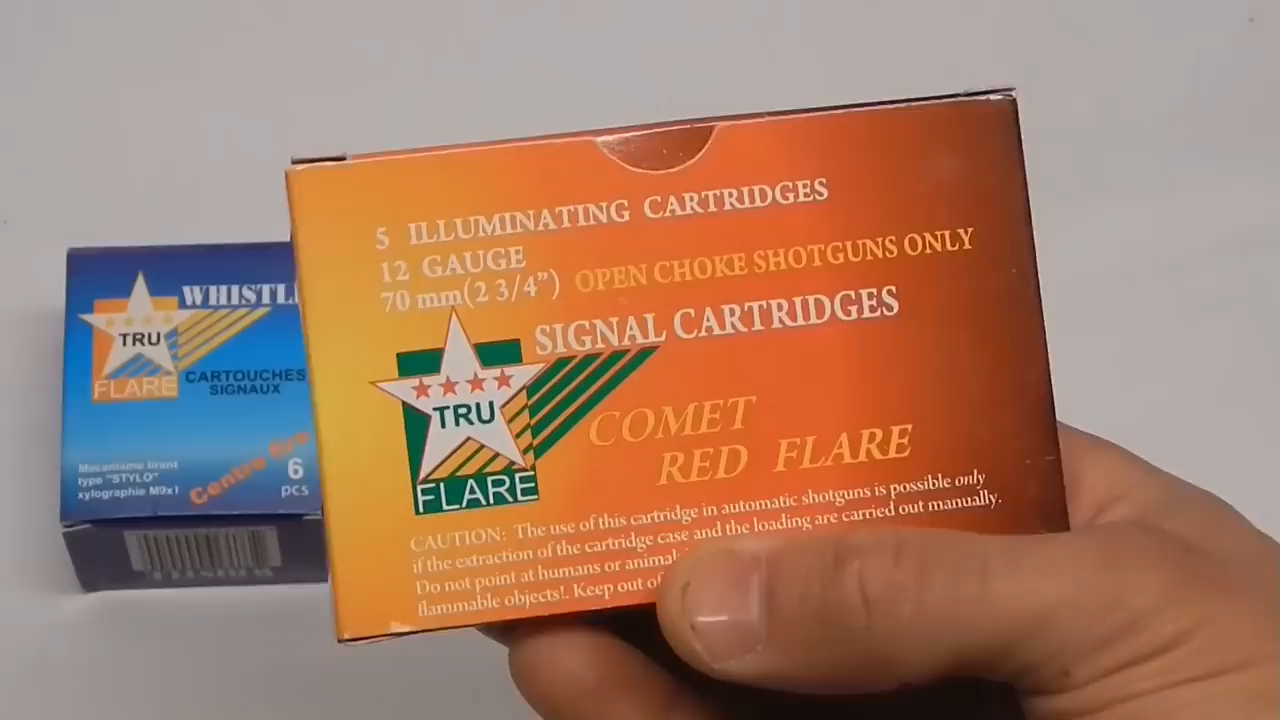 5 ILLUMINATING CARTRIDGES
12 GAUGE
70 mm(2 3/4”) OPEN CHOKE SHOTGUNS ONLY
SIGNAL CARTRIDGES
TRU
FLARE
COMET
RED FLARE
CAUTION: The use of this cartridge in automatic shotguns is possible only
if the extraction of the cartridge case and the loading are carried out manually.
Do not point at humans or animal
flammable objects!. Keep out of
WHISTL
TRU
FLARE
CARTOUCHES
SIGNAUX
Mecanisme tirant
type "STYLO"
xylographie M9x1
Centre
6
pcs